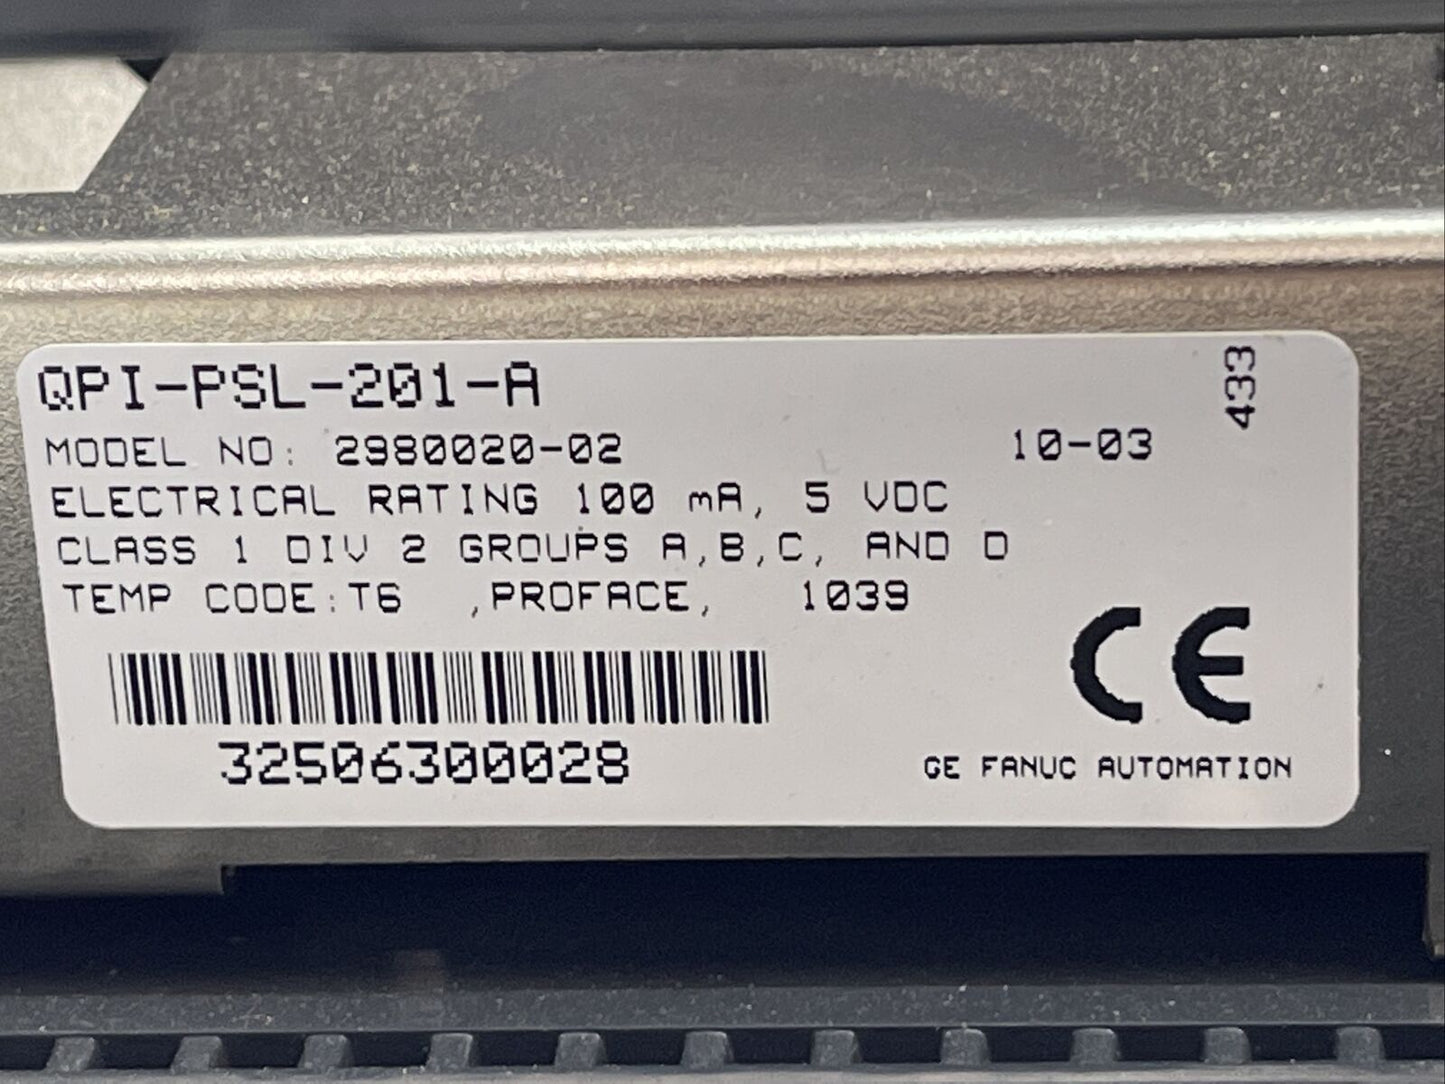 QPI-PSL-201-A
433
MODEL NO: 2980020-02 10-03
ELECTRICAL RATING 100 mA, 5 VDC
CLASS 1 DIV 2 GROUPS A,B,C, AND D
TEMP CODE:T6 ,PROFACE, 1039
CE
32506300028
GE FANUC AUTOMATION